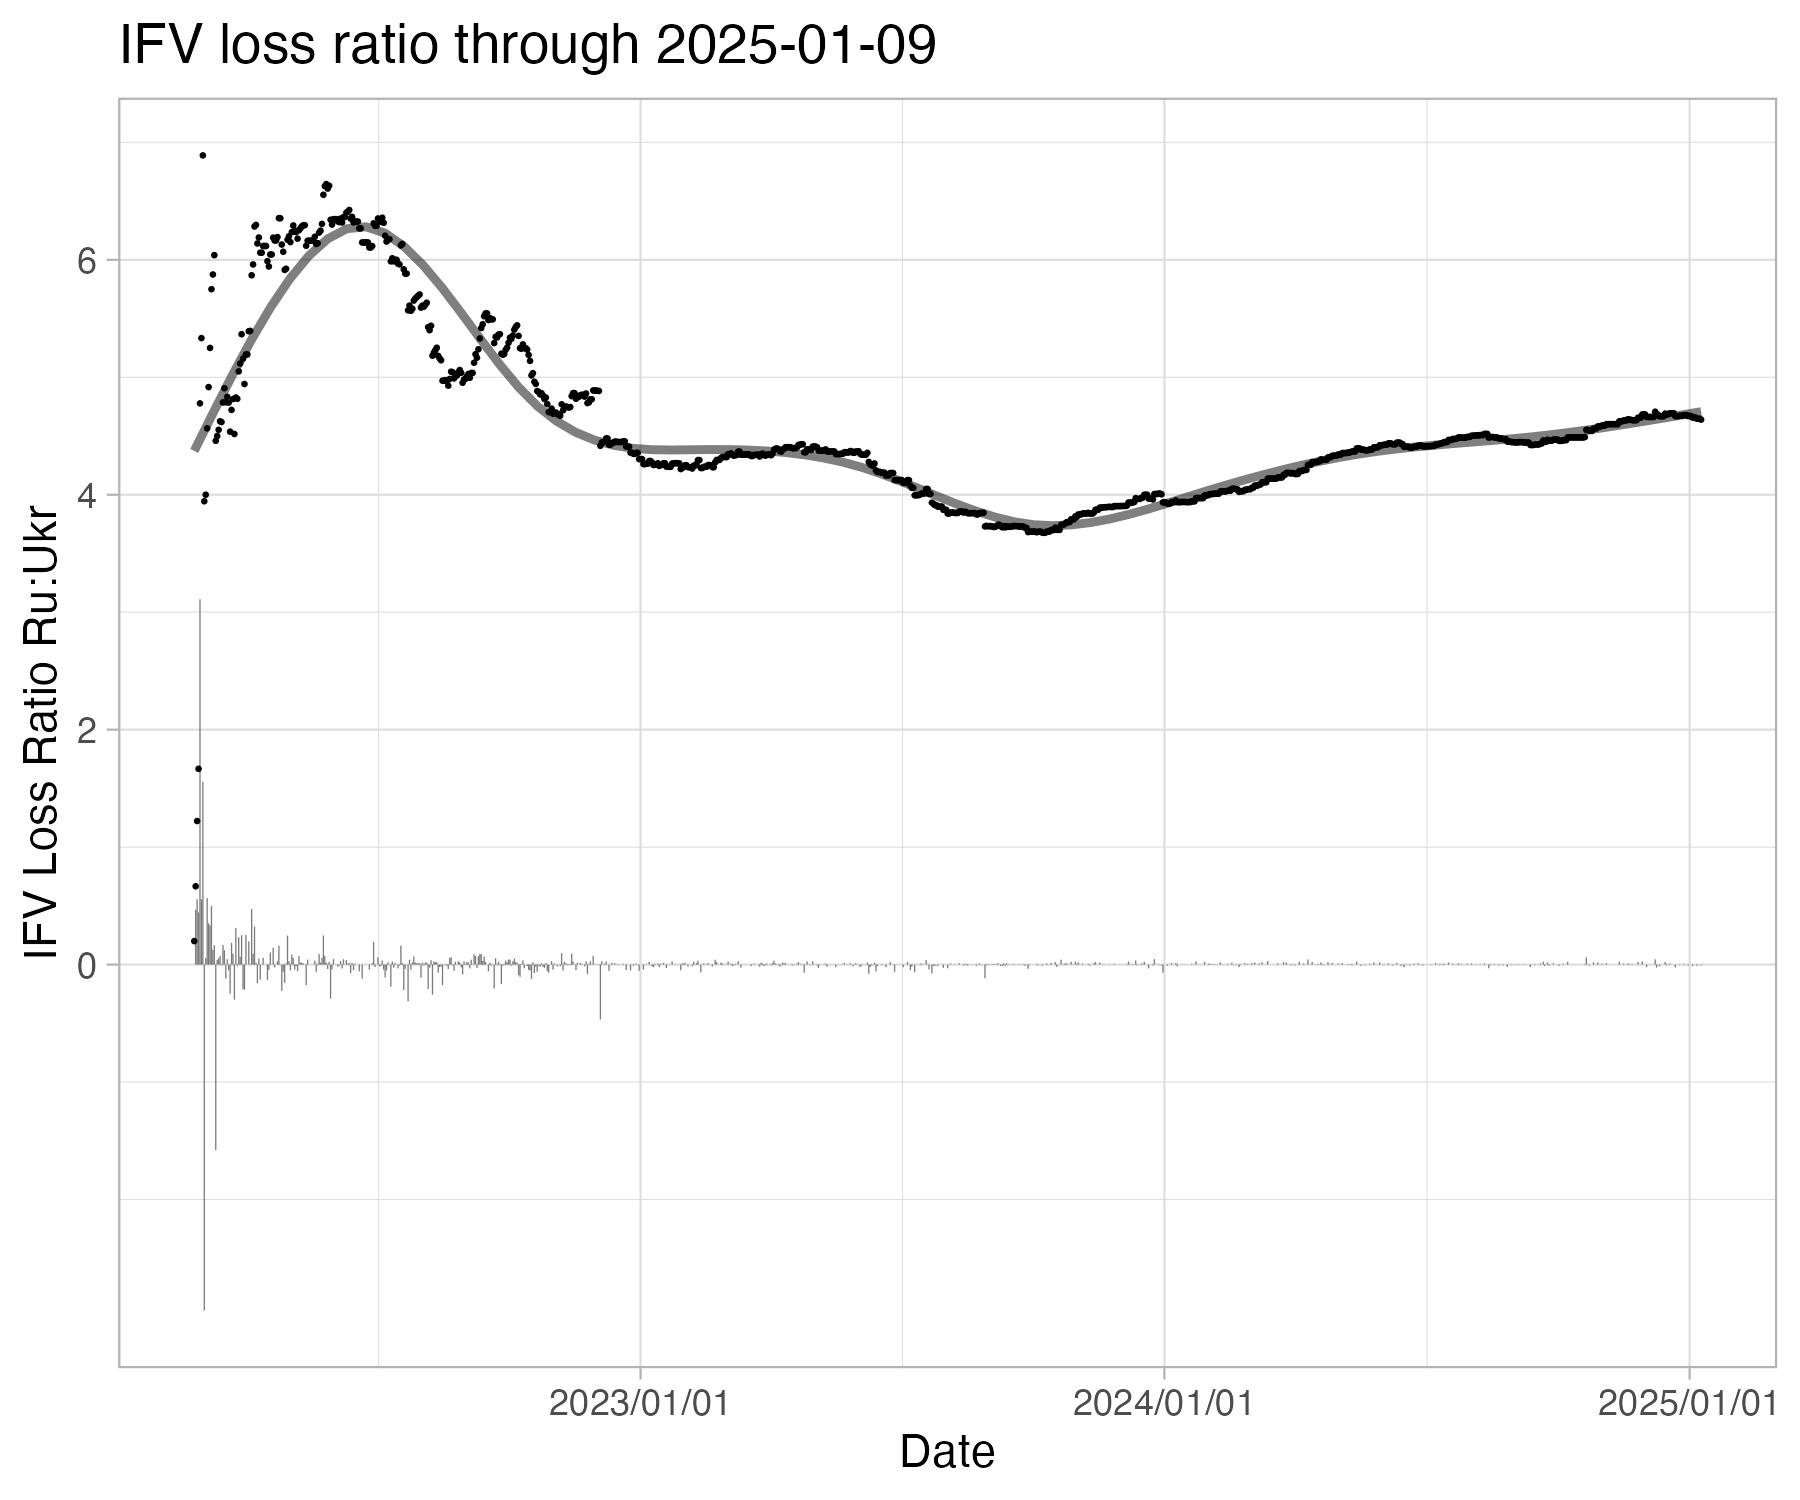 IFV loss ratio through 2025-01-09
IFV Loss Ratio Ru:Ukr
6
4
2
0
2023/01/01
2024/01/01
2025/01/01
Date